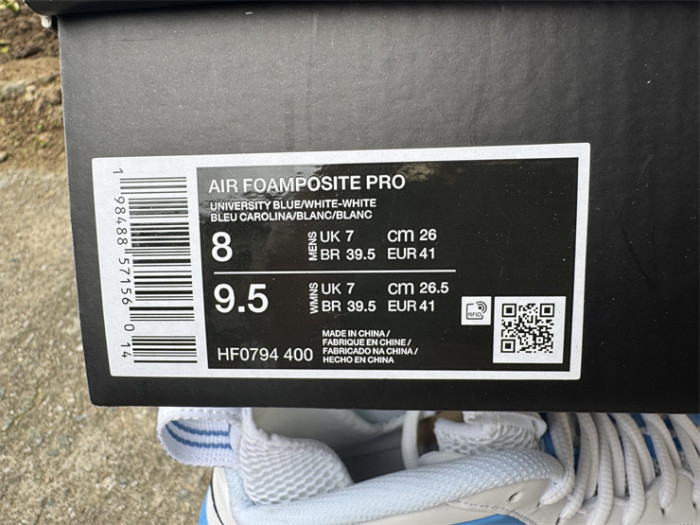 AIR FOAMPOSITE PRO
UNIVERSITY BLUE/WHITE-WHITE
BLEU CAROLINA/BLANC/BLANC
8 MENS UK 7 cm 26
BR 39.5 EUR 41
9.5 WMNS UK 7 cm 26.5
BR 39.5 EUR 41
RFID
MADE IN CHINA /
FABRIQUE EN CHINE /
FABRICADO NA CHINA /
HECHO EN CHINA
HF0794 400
1 98488 57156 0 14